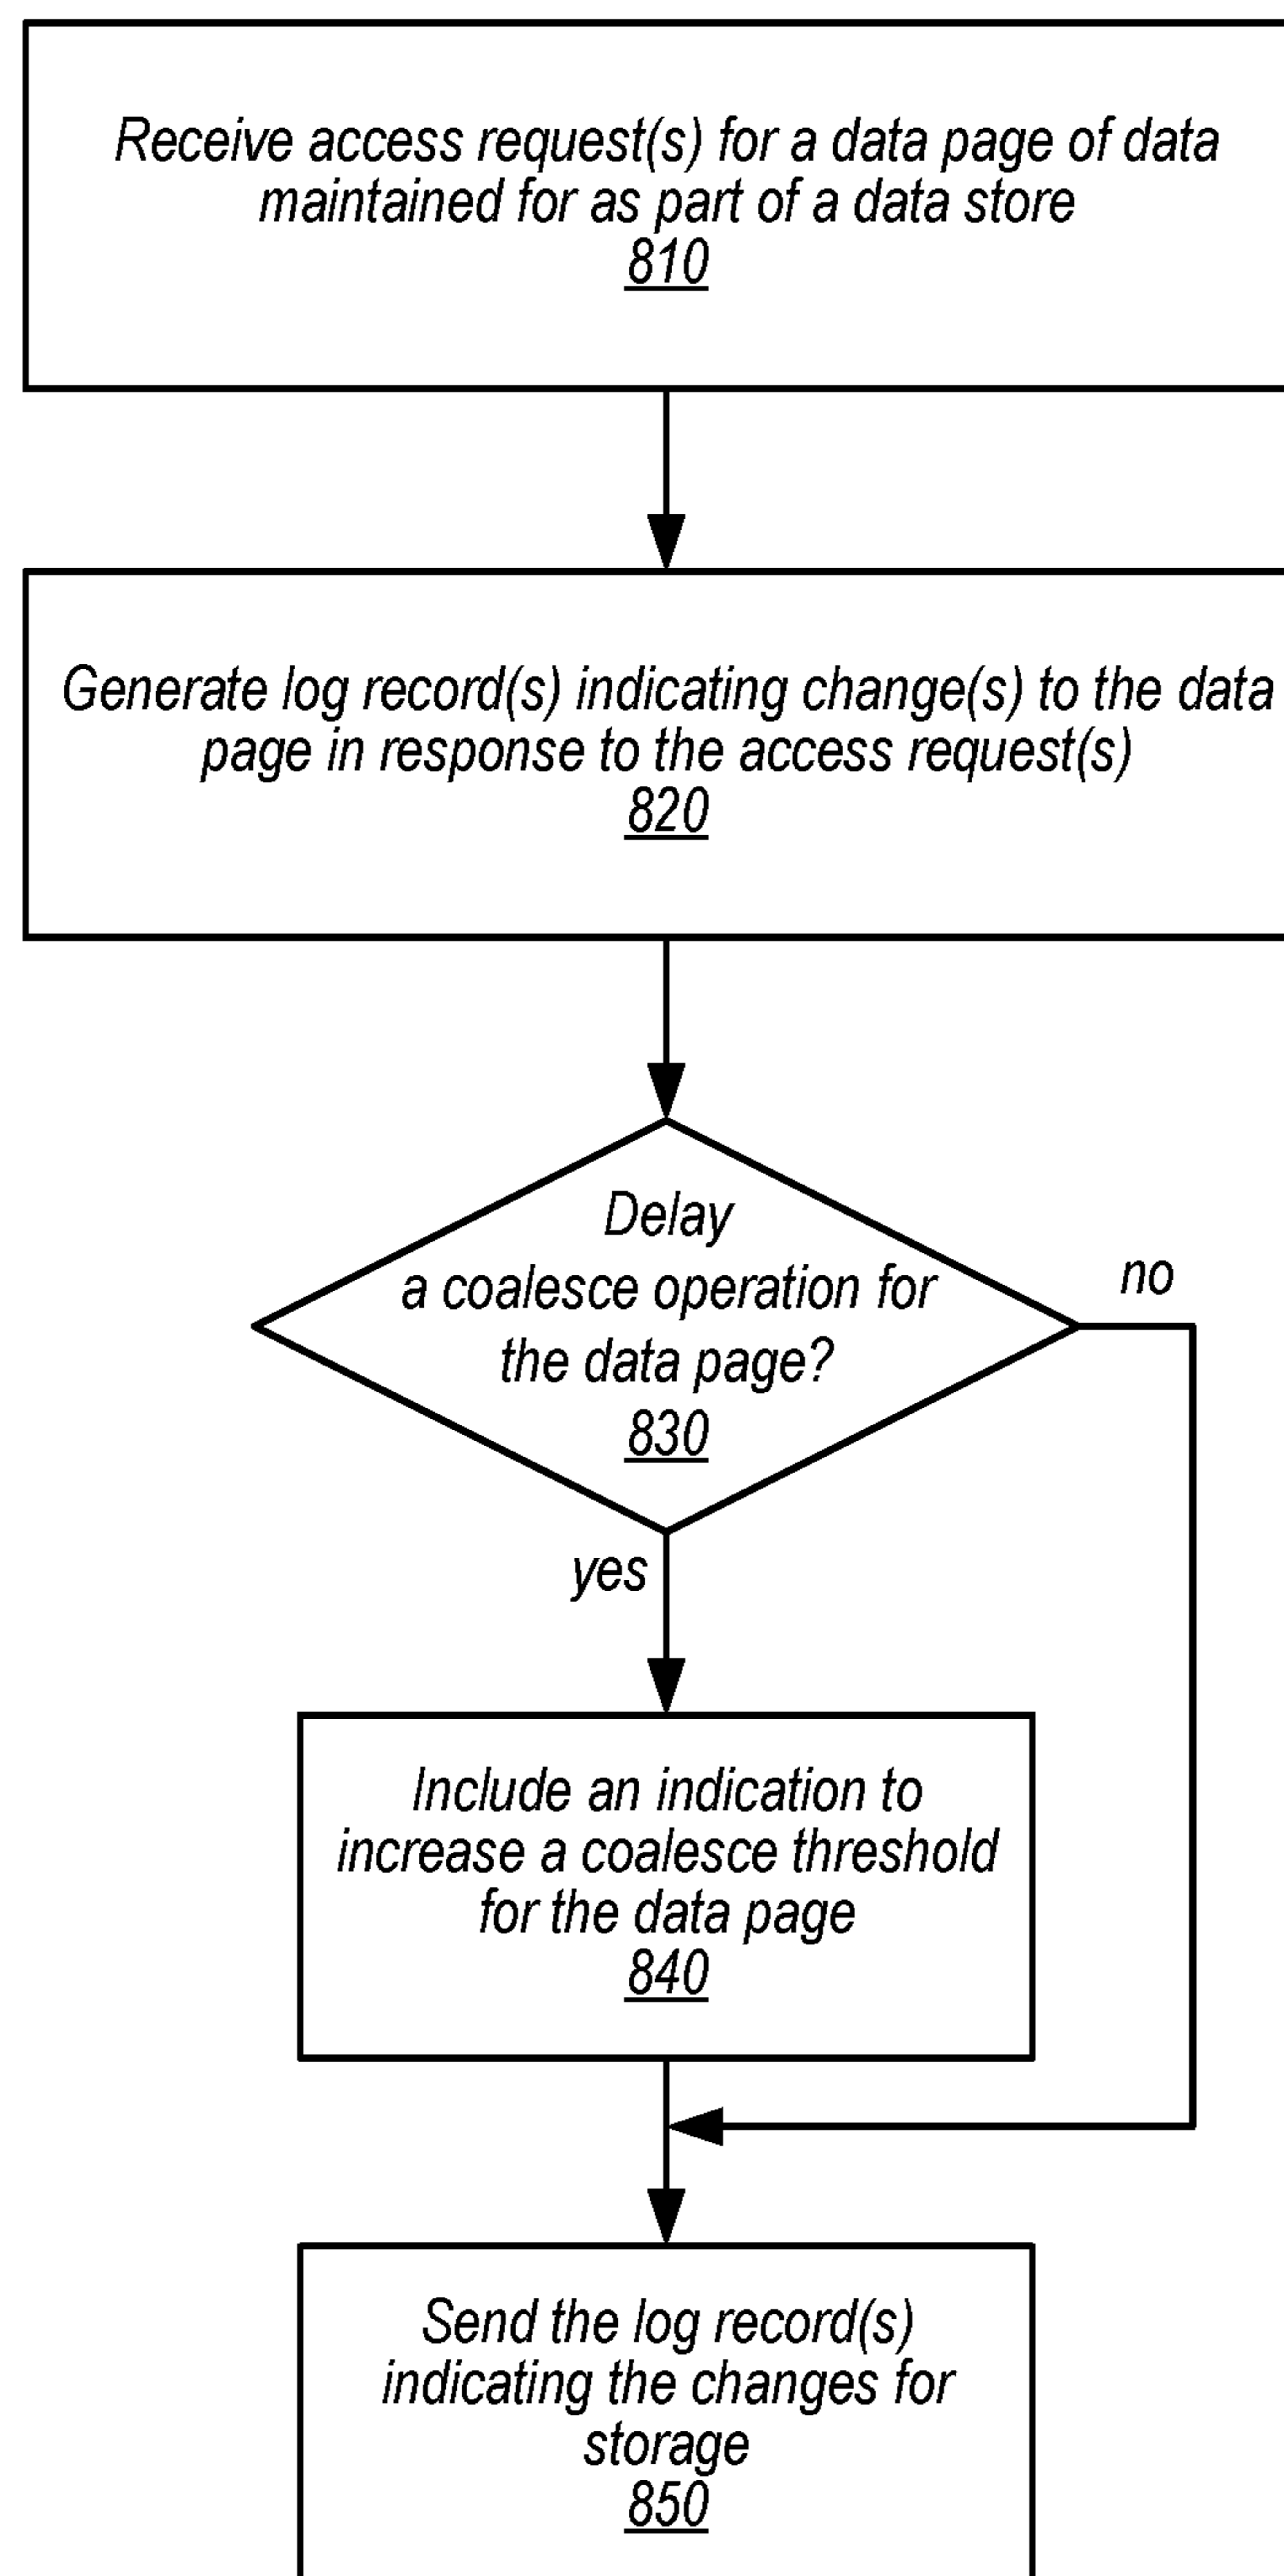 Receive access request(s) for a data page of data
maintained for as part of a data store
810
Generate log record(s) indicating change(s) to the data
page in response to the access request(s)
820
Delay
a coalesce operation for
the data page?
830
no
yes
Include an indication to
increase a coalesce threshold
for the data page
840
Send the log record(s)
indicating the changes for
storage
850